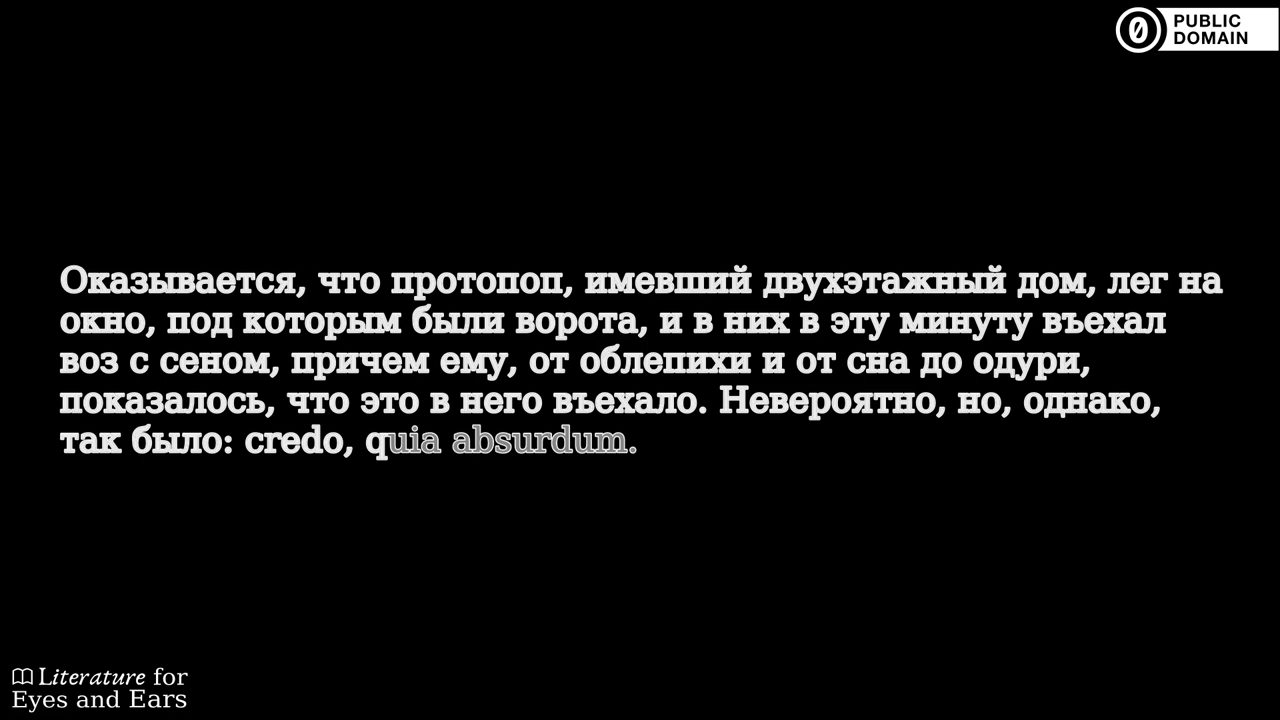 PUBLIC
DOMAIN
Оказывается, что протопоп, имевший двухэтажный дом, лег на
окно, под которым были ворота, и в них в эту минуту въехал
воз с сеном, причем ему, от облепихи и от сна до одури,
показалось, что это в него въехало. Невероятно, но, однако,
так было: credo, quia absurdum.
Literature for
Eyes and Ears